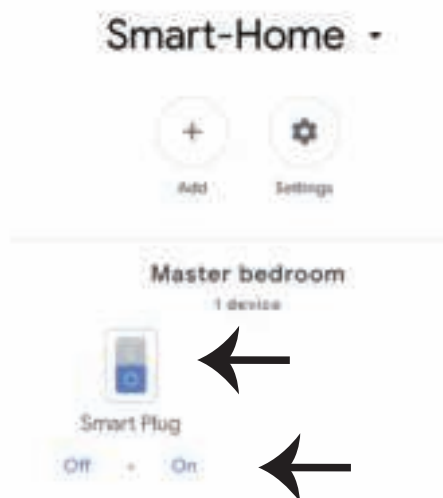 Smart-Home
Add Settings
Master bedroom
1 device
Smart Plug
Off On